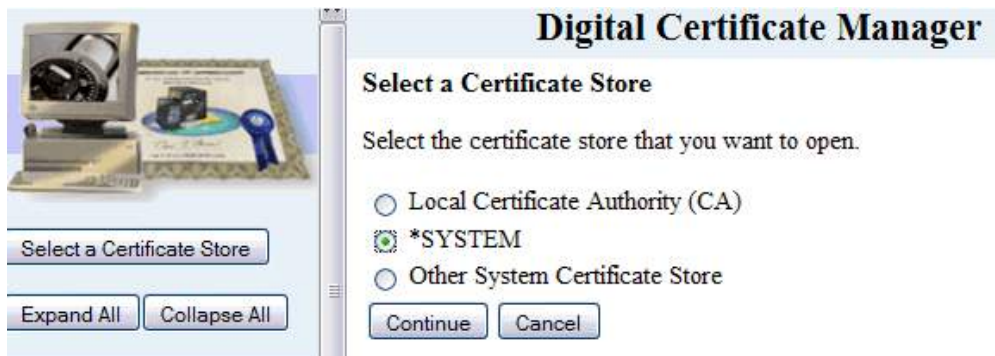 Digital Certificate Manager
Select a Certificate Store
Select the certificate store that you want to open.
Local Certificate Authority (CA)
*SYSTEM
Other System Certificate Store
Continue Cancel
Select a Certificate Store
Expand All Collapse All